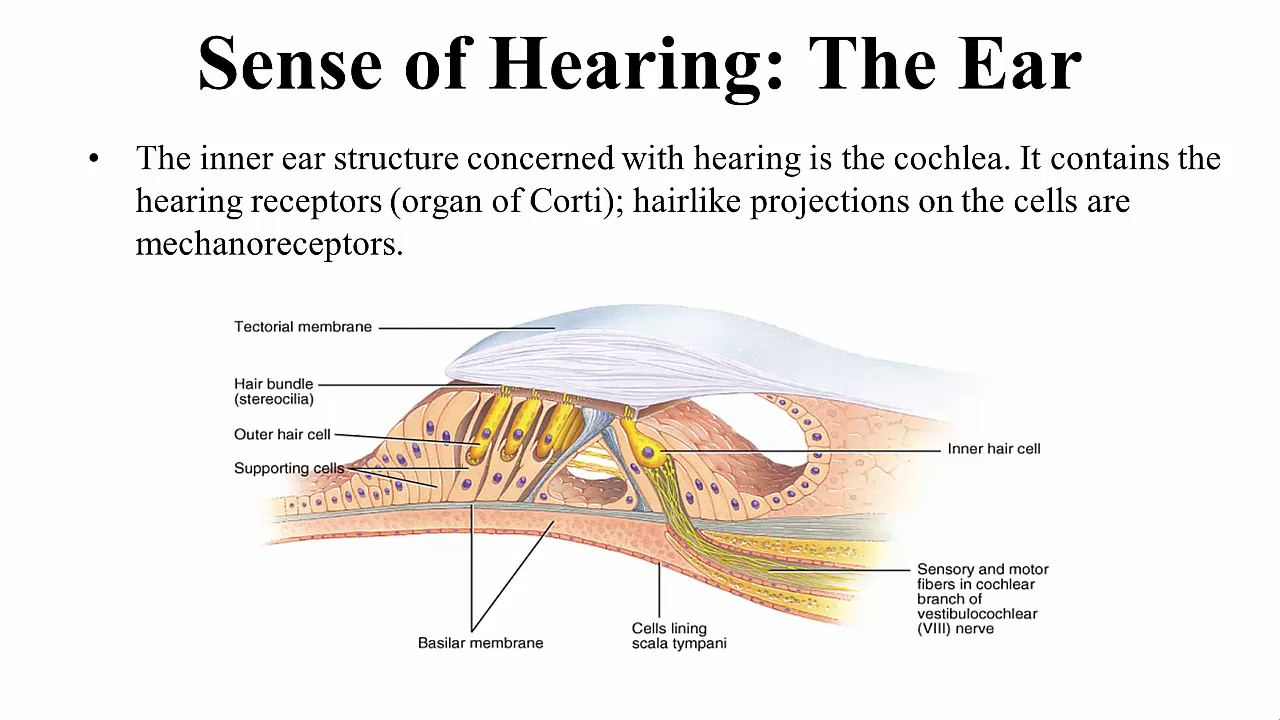 Sense of Hearing: The Ear
• The inner ear structure concerned with hearing is the cochlea. It contains the
hearing receptors (organ of Corti); hairlike projections on the cells are
mechanoreceptors.
Tectorial membrane
Hair bundle
(stereocilia)
Outer hair cell
Supporting cells
Inner hair cell
Sensory and motor
fibers in cochlear
branch of
vestibulocochlear
(VIII) nerve
Basilar membrane
Cells lining
scala tympani